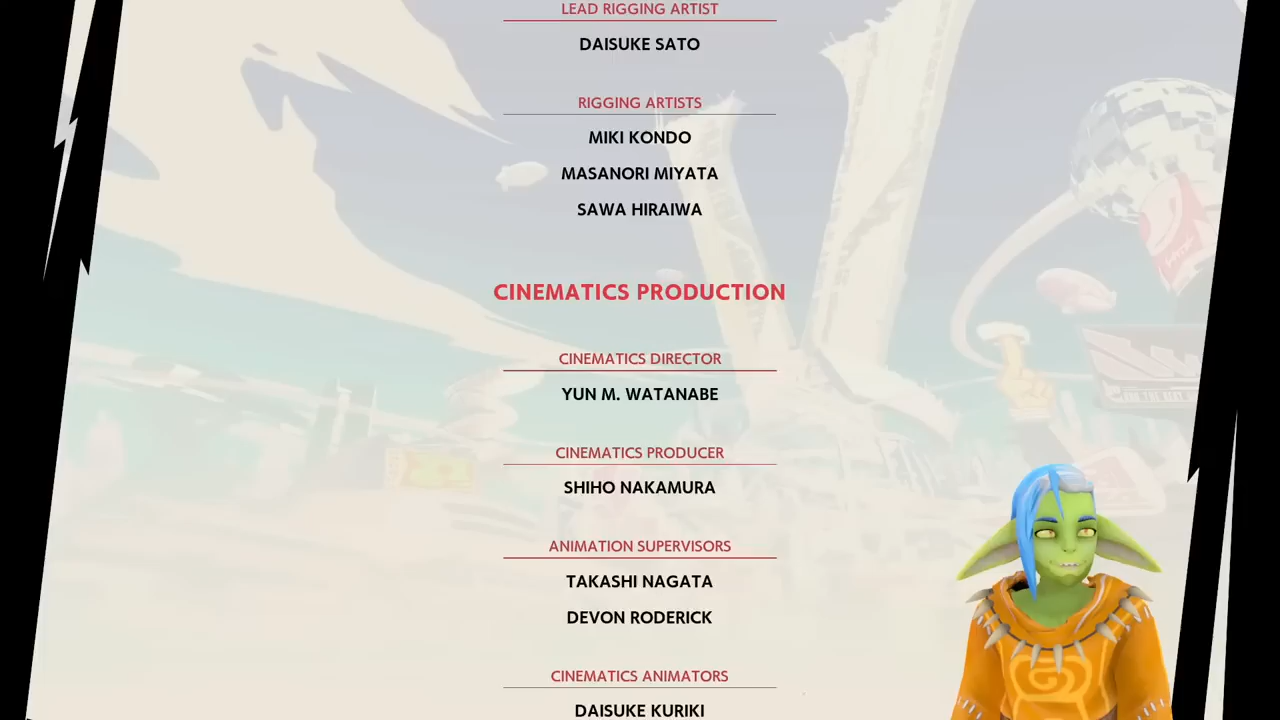 LEAD RIGGING ARTIST
DAISUKE SATO
RIGGING ARTISTS
MIKI KONDO
MASANORI MIYATA
SAWA HIRAIWA
CINEMATICS PRODUCTION
CINEMATICS DIRECTOR
YUN M. WATANABE
CINEMATICS PRODUCER
SHIHO NAKAMURA
ANIMATION SUPERVISORS
TAKASHI NAGATA
DEVON RODERICK
CINEMATICS ANIMATORS
DAISUKE KURIKI